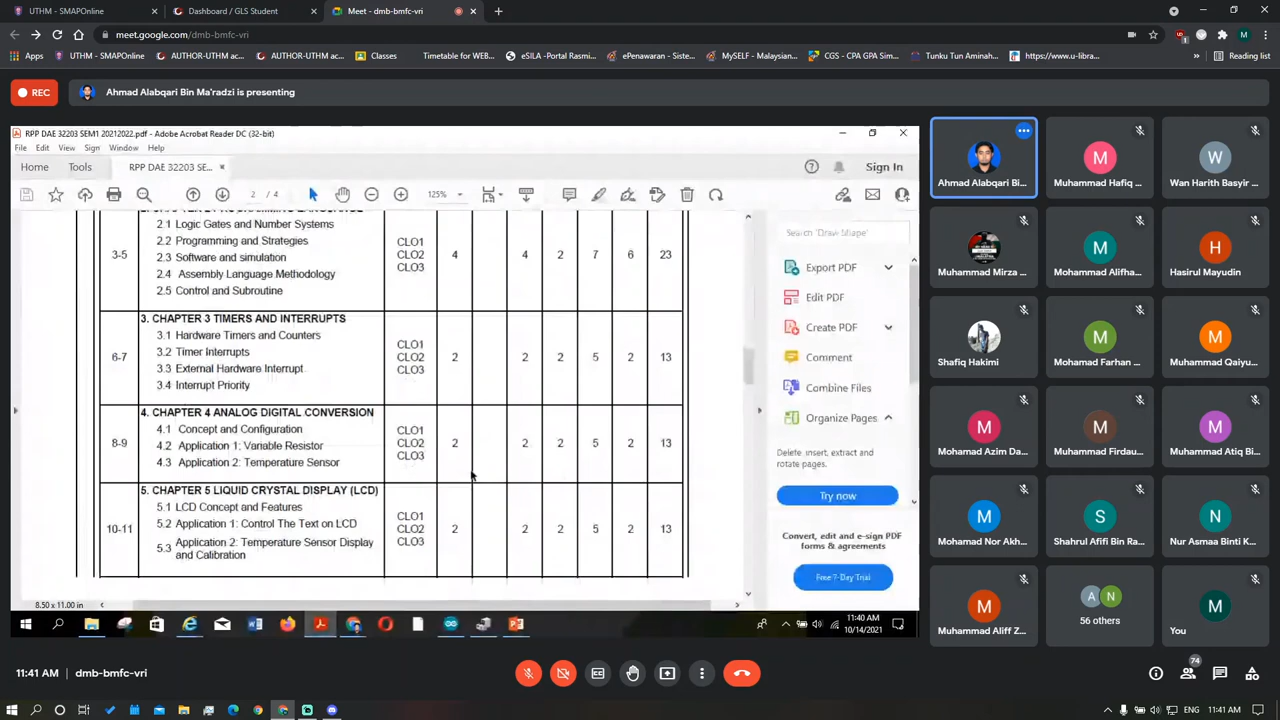 UTHM - SMAPOnline
Dashboard / GLS Student
Meet - dmb-bmfc-vri
meet.google.com/dmb-bmfc-vri
Apps
UTHM - SMAPOnline
AUTHOR-UTHM ac...
AUTHOR-UTHM ac...
Classes
Timetable for WEB...
eSILA -Portal Rasmi...
ePenawaran - Siste...
MySELF - Malaysian...
CGS - CPA GPA Sim...
Tunku Tun Aminah...
https://www.u-libra...
Reading list
REC
Ahmad Alabqari Bin Ma'radzi is presenting
RPP DAE 32203 SEM1 20212022.pdf - Adobe Acrobat Reader DC (32-bit)
File Edit View Sign Window Help
Home Tools RPP DAE 32203 SE... Sign In
2 / 4 125%
2.1 Logic Gates and Number Systems
2.2 Programming and Strategies
2.3 Software and simulation
2.4 Assembly Language Methodology
2.5 Control and Subroutine
3-5
CLO1
CLO2
CLO3
4 4 2 7 6 23
3. CHAPTER 3 TIMERS AND INTERRUPTS
3.1 Hardware Timers and Counters
3.2 Timer Interrupts
3.3 External Hardware Interrupt
3.4 Interrupt Priority
6-7
CLO1
CLO2
CLO3
2 2 2 5 2 13
4. CHAPTER 4 ANALOG DIGITAL CONVERSION
4.1 Concept and Configuration
4.2 Application 1: Variable Resistor
4.3 Application 2: Temperature Sensor
8-9
CLO1
CLO2
CLO3
2 2 2 5 2 13
5. CHAPTER 5 LIQUID CRYSTAL DISPLAY (LCD)
5.1 LCD Concept and Features
5.2 Application 1: Control The Text on LCD
5.3 Application 2: Temperature Sensor Display
and Calibration
10-11
CLO1
CLO2
CLO3
2 2 2 5 2 13
8.50 x 11.00 in
Export PDF
Edit PDF
Create PDF
Comment
Combine Files
Organize Pages
Delete, insert, extract and
rotate pages.
Try now
Convert, edit and e-sign PDF
forms & agreements
Free 7-Day Trial
11:40 AM
10/14/2021
Ahmad Alabqari Bi...
M
Muhammad Hafiq ...
W
Wan Harith Basyir ...
Muhammad Mirza ...
M
Mohammad Alifha...
H
Hasirul Mayudin
Shafiq Hakimi
M
Mohamad Farhan ...
M
Muhammad Qaiyu...
M
Muhammad Azim Da...
M
Muhammad Firdau...
M
Muhammad Atiq Bi...
M
Mohamad Nor Akh...
S
Shahrul Afifi Bin Ra...
N
Nur Asmaa Binti K...
M
Muhammad Aliff Z...
A N
56 others
M
You
11:41 AM dmb-bmfc-vri
74
ENG 11:41 AM